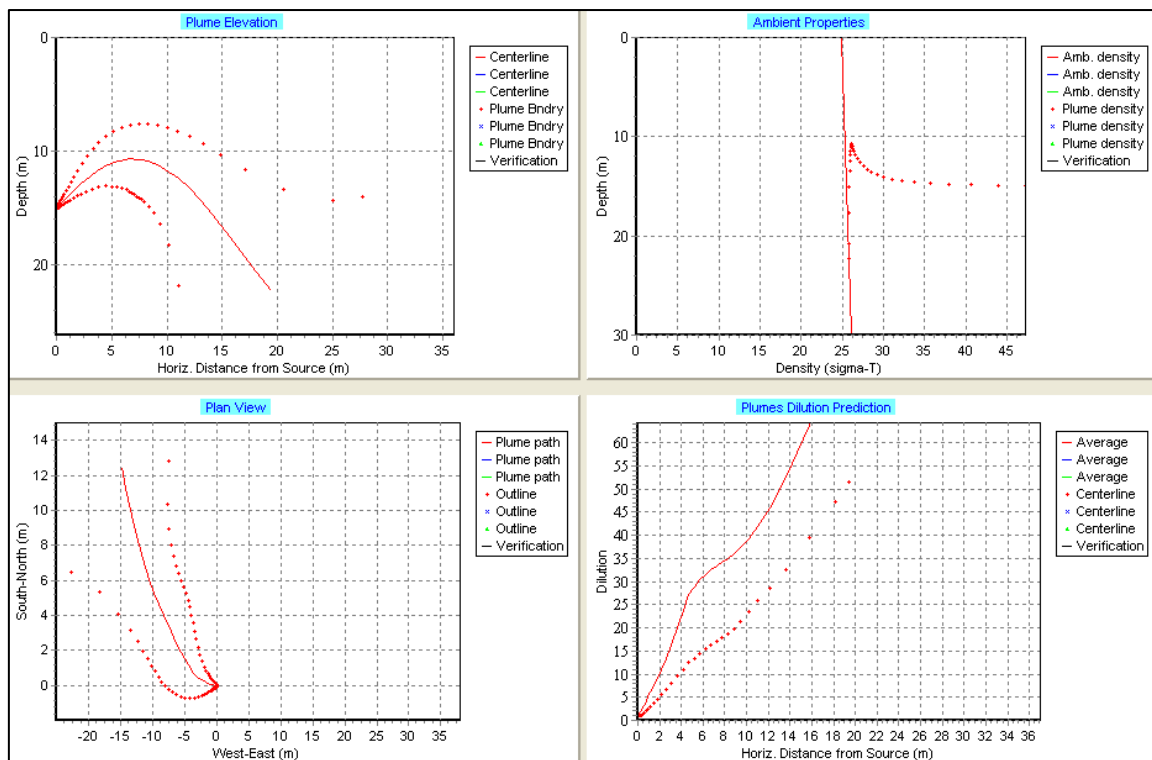 Plume Elevation
0
10
20
Depth (m)
0 5 10 15 20 25 30 35
Horiz. Distance from Source (m)
Centerline
Centerline
Centerline
Plume Bndry
Plume Bndry
Plume Bndry
Verification
Ambient Properties
0
10
20
30
Depth (m)
0 5 10 15 20 25 30 35 40 45
Density (sigma-T)
Amb. density
Amb. density
Amb. density
Plume density
Plume density
Plume density
Verification
Plan View
14
12
10
8
6
4
2
0
South-North (m)
-20 -15 -10 -5 0 5 10 15 20 25 30 35
West-East (m)
Plume path
Plume path
Plume path
Outline
Outline
Outline
Verification
Plumes Dilution Prediction
60
55
50
45
40
35
30
25
20
15
10
5
0
Dilution
0 2 4 6 8 10 12 14 16 18 20 22 24 26 28 30 32 34 36
Horiz. Distance from Source (m)
Average
Average
Average
Centerline
Centerline
Centerline
Verification